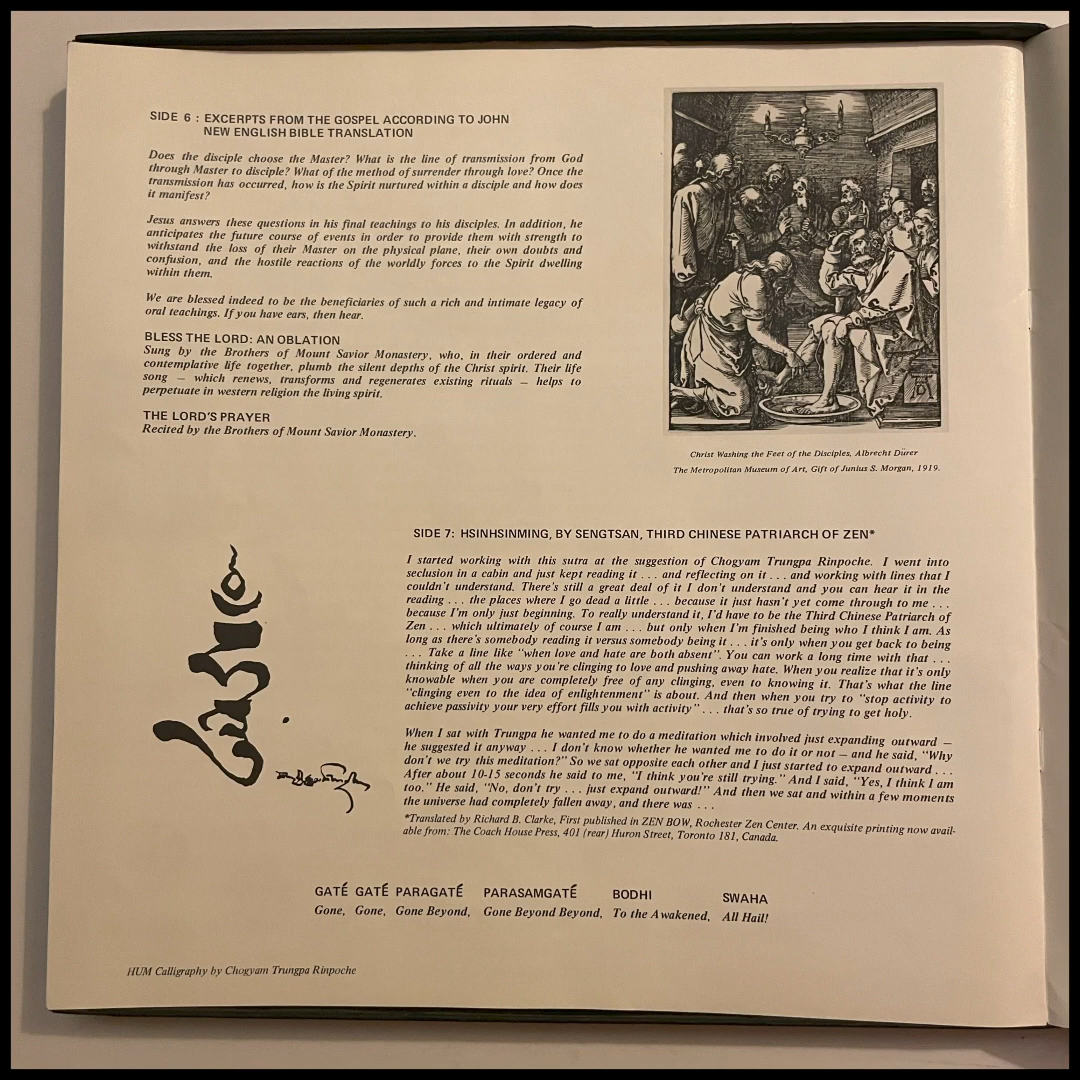 SIDE 6 : EXCERPTS FROM THE GOSPEL ACCORDING TO JOHN
NEW ENGLISH BIBLE TRANSLATION
Does the disciple choose the Master? What is the line of transmission from God
through Master to disciple? What of the method of surrender through love? Once the
transmission has occurred, how is the Spirit nurtured within a disciple and how does
it manifest?
Jesus answers these questions in his final teachings to his disciples. In addition, he
anticipates the future course of events in order to provide them with strength to
withstand the loss of their Master on the physical plane, their own doubts and
confusion, and the hostile reactions of the worldly forces to the Spirit dwelling
within them.
We are blessed indeed to be the beneficiaries of such a rich and intimate legacy of
oral teachings. If you have ears, then hear.
BLESS THE LORD: AN OBLATION
Sung by the Brothers of Mount Savior Monastery, who, in their ordered and
contemplative life together, plumb the silent depths of the Christ spirit. Their life
song — which renews, transforms and regenerates existing rituals — helps to
perpetuate in western religion the living spirit.
THE LORD'S PRAYER
Recited by the Brothers of Mount Savior Monastery.
AD
Christ Washing the Feet of the Disciples, Albrecht Dürer
The Metropolitan Museum of Art, Gift of Junius S. Morgan, 1919.
SIDE 7: HSINHSINMING, BY SENGTSAN, THIRD CHINESE PATRIARCH OF ZEN*
I started working with this sutra at the suggestion of Chogyam Trungpa Rinpoche. I went into
seclusion in a cabin and just kept reading it . . . and reflecting on it . . . and working with lines that I
couldn't understand. There's still a great deal of it I don't understand and you can hear it in the
reading . . . the places where I go dead a little . . . because it just hasn't yet come through to me . . .
because I'm only just beginning. To really understand it, I'd have to be the Third Chinese Patriarch of
Zen . . . which ultimately of course I am . . . but only when I'm finished being who I think I am. As
long as there's somebody reading it versus somebody being it . . . it's only when you get back to being
. . . Take a line like "when love and hate are both absent". You can work a long time with that . . .
thinking of all the ways you're clinging to love and pushing away hate. When you realize that it's only
knowable when you are completely free of any clinging, even to knowing it. That's what the line
"clinging even to the idea of enlightenment" is about. And then when you try to "stop activity to
achieve passivity your very effort fills you with activity" . . . that's so true of trying to get holy.
When I sat with Trungpa he wanted me to do a meditation which involved just expanding outward —
he suggested it anyway . . . I don't know whether he wanted me to do it or not — and he said, "Why
don't we try this meditation?" So we sat opposite each other and I just started to expand outward . . .
After about 10-15 seconds he said to me, "I think you're still trying." And I said, "Yes, I think I am
too." He said, "No, don't try . . . just expand outward!" And then we sat and within a few moments
the universe had completely fallen away, and there was . . .
*Translated by Richard B. Clarke, First published in ZEN BOW, Rochester Zen Center. An exquisite printing now avail-
able from: The Coach House Press, 401 (rear) Huron Street, Toronto 181, Canada.
GATÉ GATÉ PARAGATÉ PARASAMGATÉ BODHI SWAHA
Gone, Gone, Gone Beyond, Gone Beyond Beyond, To the Awakened, All Hail!
HUM Calligraphy by Chogyam Trungpa Rinpoche